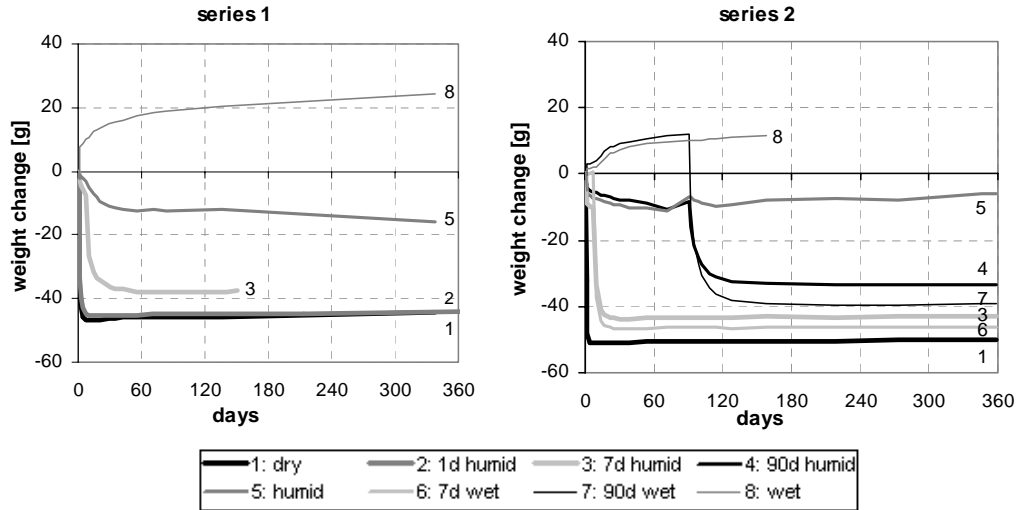 series 1
weight change [g]
40
20
0
-20
-40
-60
8
5
3
2
1
0 60 120 180 240 300 360
days
series 2
weight change [g]
40
20
0
-20
-40
-60
8
5
4
7
3
6
1
0 60 120 180 240 300 360
days
1: dry 2: 1d humid 3: 7d humid 4: 90d humid
5: humid 6: 7d wet 7: 90d wet 8: wet